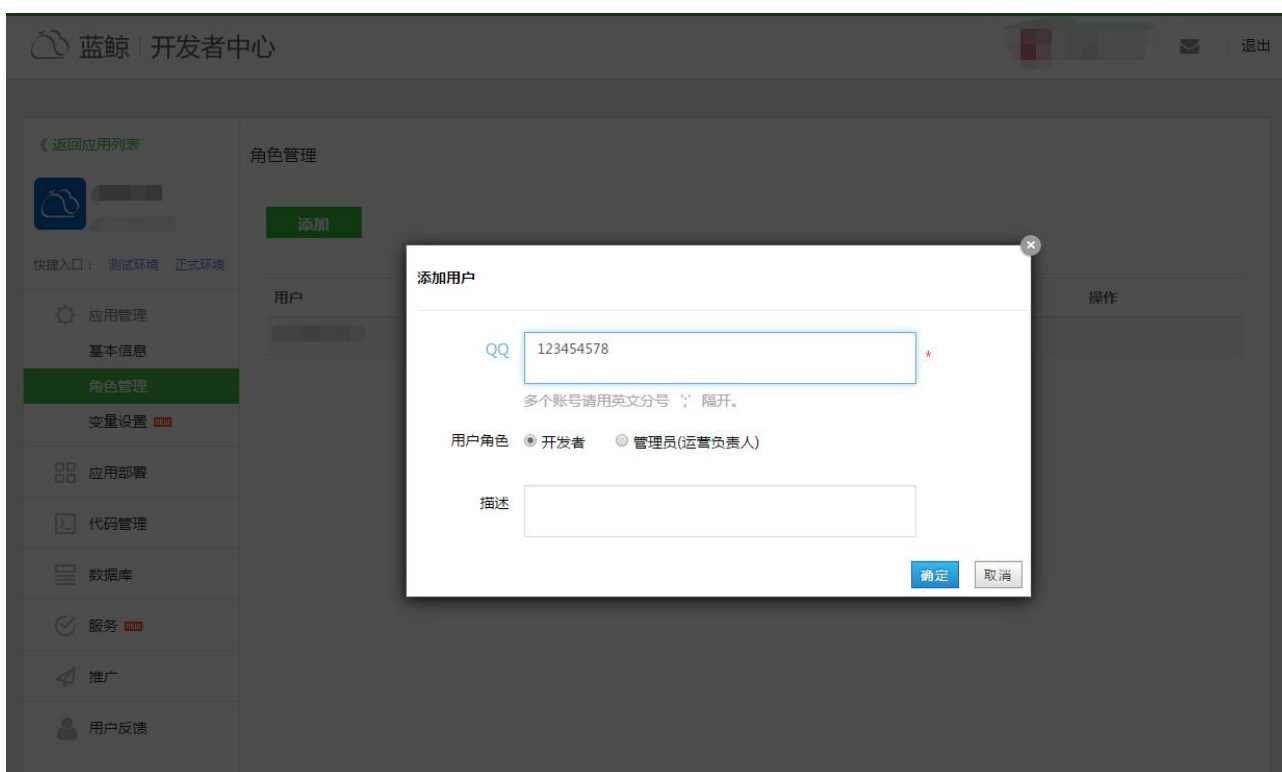 蓝鲸 | 开发者中心
退出
《返回应用列表
角色管理
添加
快捷入口： 测试环境 正式环境
用户
操作
应用管理
基本信息
角色管理
变量设置 NEW
应用部署
代码管理
数据库
服务 NEW
推广
用户反馈
添加用户
QQ 123454578 *
多个账号请用英文分号 ';' 隔开。
用户角色 开发者 管理员(运营负责人)
描述
确定 取消